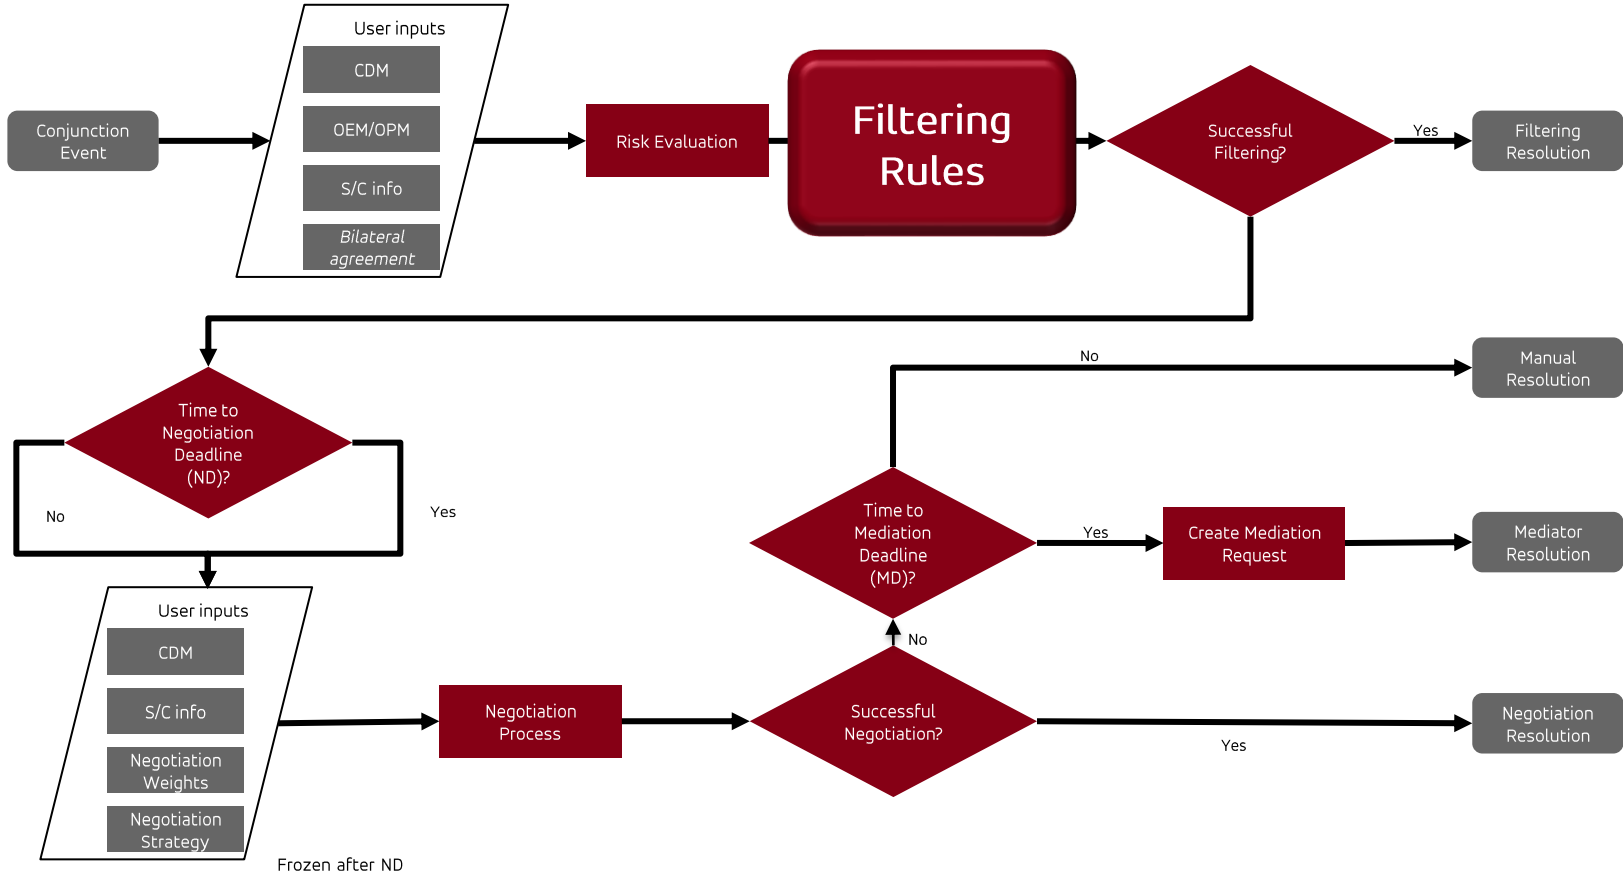 User inputs
CDM
OEM/OPM
S/C info
Bilateral
agreement
Conjunction
Event
Risk Evaluation
Filtering
Rules
Successful
Filtering?
Yes
Filtering
Resolution
Time to
Negotiation
Deadline
(ND)?
No
Yes
No
Manual
Resolution
Time to
Mediation
Deadline
(MD)?
Yes
Create Mediation
Request
Mediator
Resolution
User inputs
CDM
S/C info
Negotiation
Weights
Negotiation
Strategy
Frozen after ND
Negotiation
Process
No
Successful
Negotiation?
Yes
Negotiation
Resolution